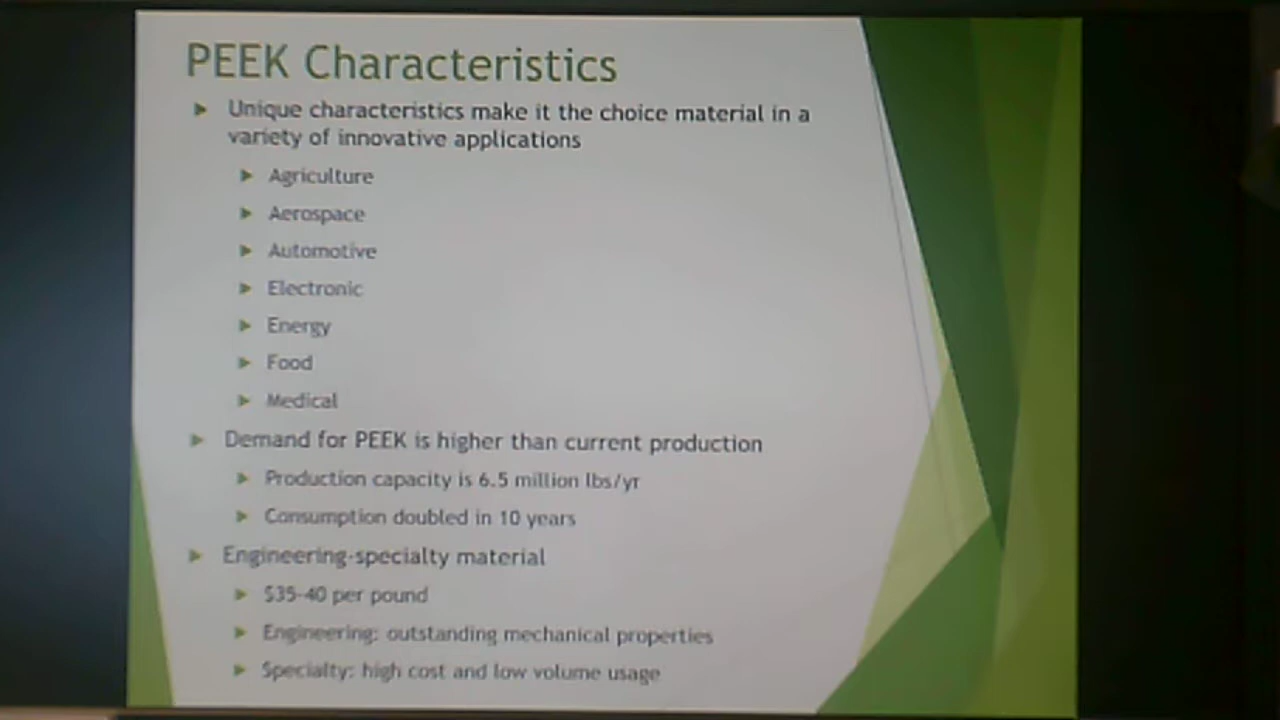 PEEK Characteristics
Unique characteristics make it the choice material in a
variety of innovative applications
Agriculture
Aerospace
Automotive
Electronic
Energy
Food
Medical
Demand for PEEK is higher than current production
Production capacity is 6.5 million lbs/yr
Consumption doubled in 10 years
Engineering-specialty material
$35-40 per pound
Engineering: outstanding mechanical properties
Specialty: high cost and low volume usage